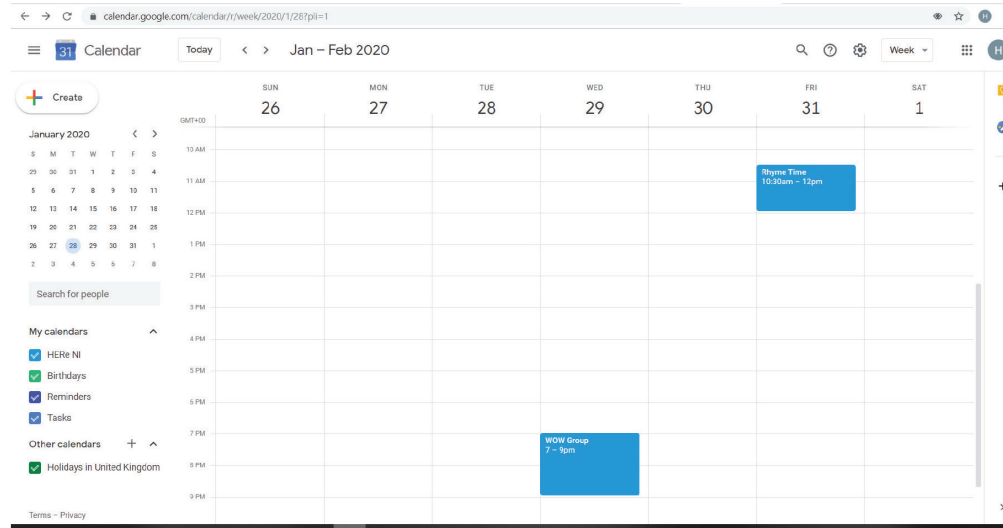 calendar.google.com/calendar/r/week/2020/1/28?pli=1
H
31 Calendar
Today
Jan – Feb 2020
Week
H
Create
January 2020
S M T W T F S
29 30 31 1 2 3 4
5 6 7 8 9 10 11
12 13 14 15 16 17 18
19 20 21 22 23 24 25
26 27 28 29 30 31 1
2 3 4 5 6 7 8
Search for people
My calendars
HERe NI
Birthdays
Reminders
Tasks
Other calendars
Holidays in United Kingdom
Terms – Privacy
SUN MON TUE WED THU FRI SAT
26 27 28 29 30 31 1
GMT+00
10 AM
11 AM
12 PM
1 PM
2 PM
3 PM
4 PM
5 PM
6 PM
7 PM
8 PM
9 PM
Rhyme Time
10:30am – 12pm
WOW Group
7 – 9pm